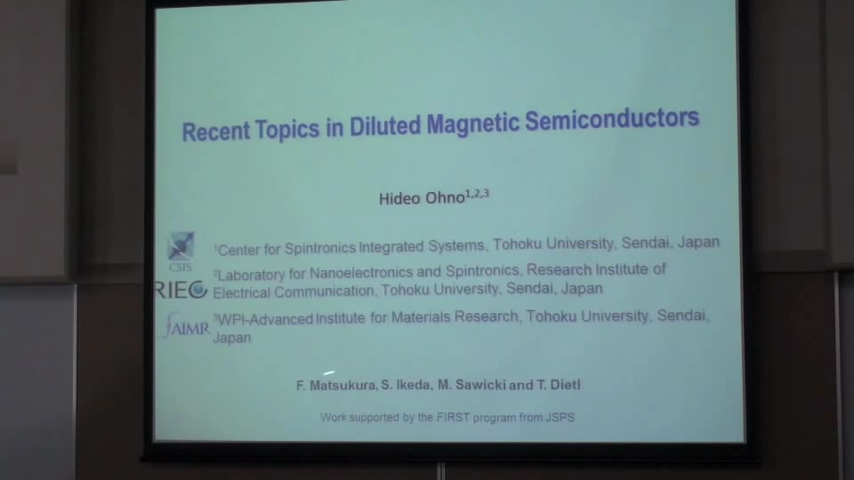 Recent Topics in Diluted Magnetic Semiconductors
Hideo Ohno1,2,3
1Center for Spintronics Integrated Systems, Tohoku University, Sendai, Japan
CSIS
2Laboratory for Nanoelectronics and Spintronics, Research Institute of
RIEC Electrical Communication, Tohoku University, Sendai, Japan
3WPI-Advanced Institute for Materials Research, Tohoku University, Sendai,
AIMR
Japan
F. Matsukura, S. Ikeda, M. Sawicki and T. Dietl
Work supported by the FIRST program from JSPS